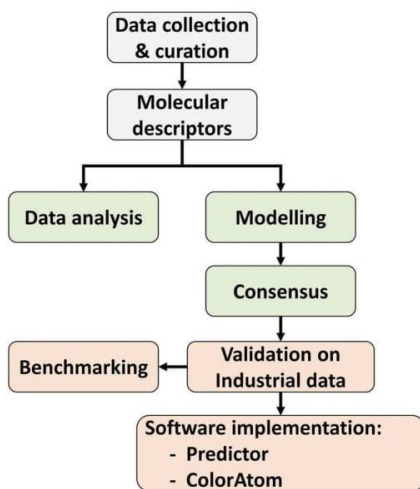 Data collection
& curation
Molecular
descriptors
Data analysis
Modelling
Consensus
Benchmarking
Validation on
Industrial data
Software implementation:
- Predictor
- ColorAtom